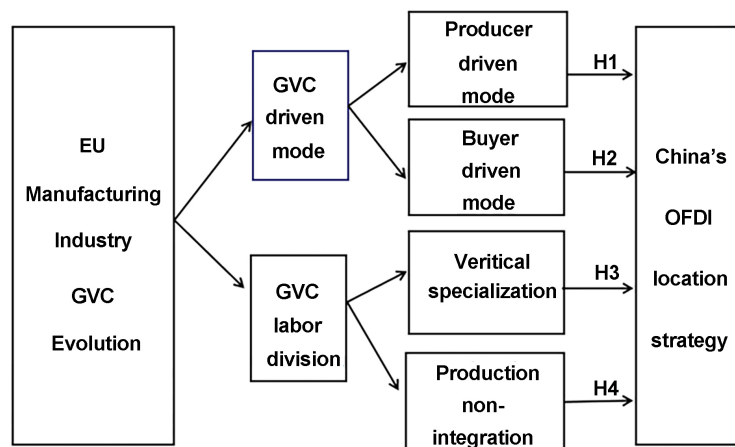 EU
Manufacturing
Industry
GVC
Evolution
GVC
driven
mode
GVC
labor
division
Producer
driven
mode
Buyer
driven
mode
Veritical
specialization
Production
non-
integration
H1
H2
H3
H4
China's
OFDI
location
strategy